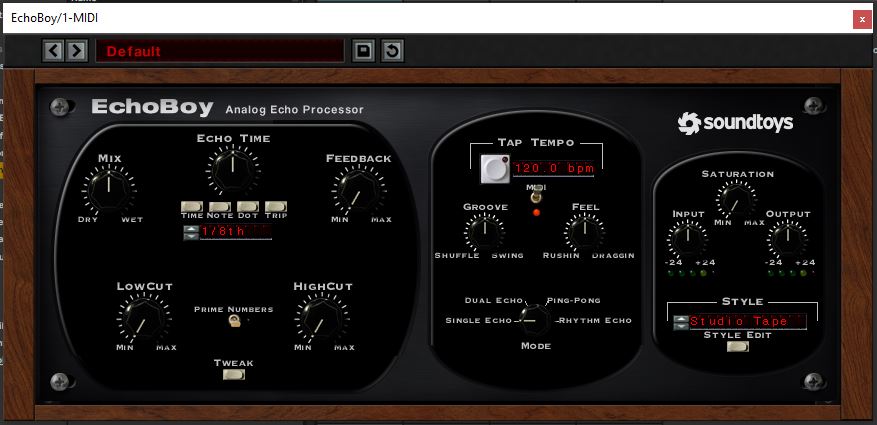 EchoBoy/1-MIDI
x
Default
EchoBoy Analog Echo Processor
soundtoys
Echo Time
Mix
Feedback
Dry Wet
Min Max
Time Note Dot Trip
1/8th
LowCut
HighCut
Prime Numbers
Min Max
Min Max
Tweak
Tap Tempo
120.0 bpm
MIDI
Groove
Feel
Shuffle Swing
Rushin Draggin
Dual Echo
Ping-Pong
Single Echo
Rhythm Echo
Mode
Saturation
Min Max
Input
Output
-24 +24
-24 +24
Style
Studio Tape
Style Edit